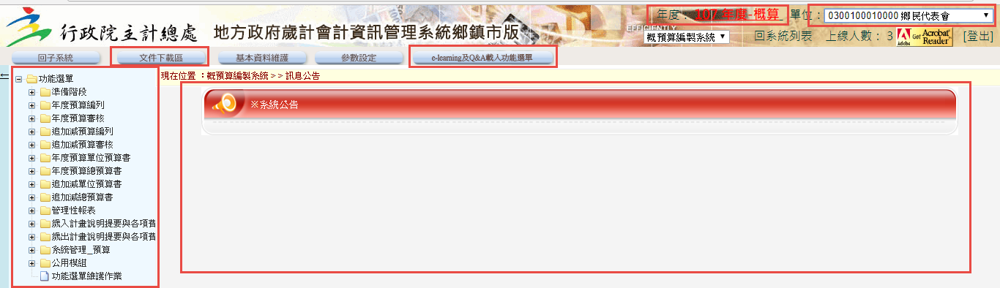 年度： 107 年度-概算 單位： 0300100010000 鄉民代表會
行政院主計總處 地方政府歲計會計資訊管理系統鄉鎮市版 EFFICIENTLY
概預算編製系統 回系統列表 上線人數： 3 Adobe Get Acrobat Reader [登出]
回子系統 文件下載區 基本資料維護 參數設定 e-learning及Q&A載入功能選單
現在位置 ：概預算編製系統 > > 訊息公告
功能選單
準備階段
年度預算編列
年度預算審核
追加減預算編列
追加減預算審核
年度預算單位預算書
年度預算總預算書
追加減單位預算書
追加減總預算書
管理性報表
歲入計畫說明提要與各項費
歲出計畫說明提要與各項費
系統管理_預算
公用模組
功能選單維護作業
※系統公告